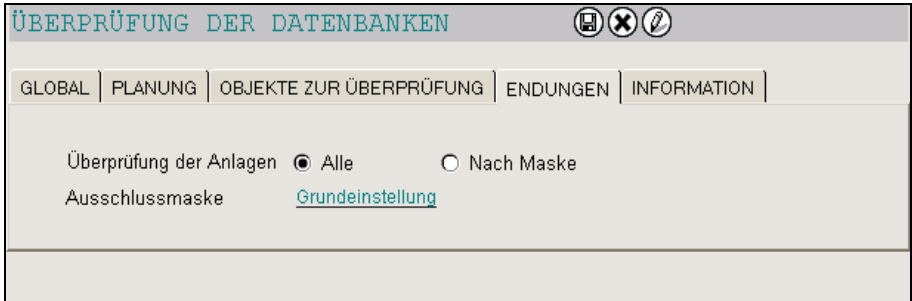 ÜBERPRÜFUNG DER DATENBANKEN
GLOBAL PLANUNG OBJEKTE ZUR ÜBERPRÜFUNG ENDUNGEN INFORMATION
Überprüfung der Anlagen Alle Nach Maske
Ausschlussmaske Grundeinstellung